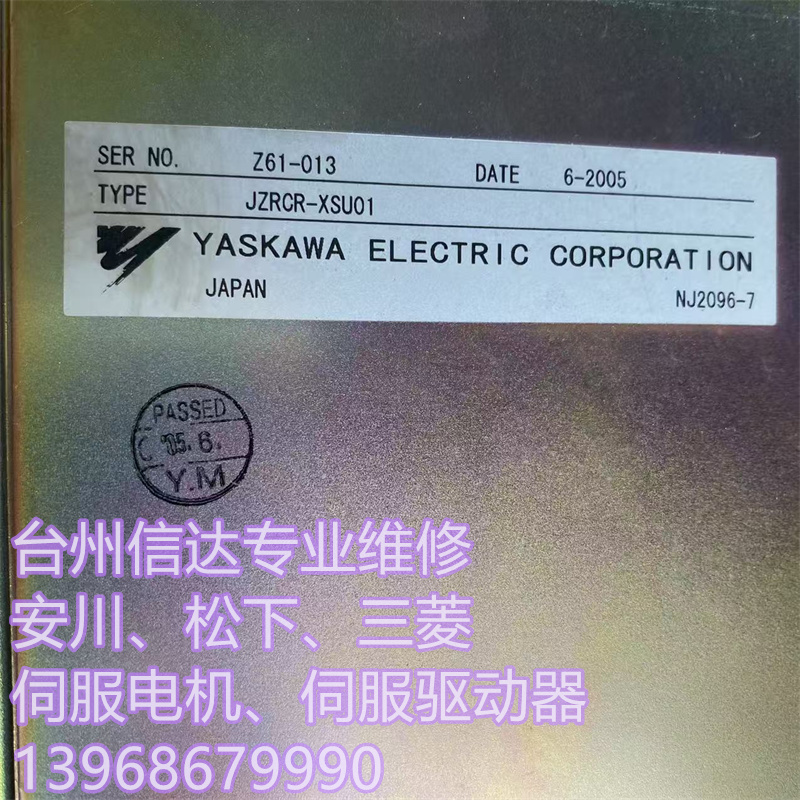 SER NO. Z61-013 DATE 6-2005
TYPE JZRCR-XSU01
YASKAWA ELECTRIC CORPORATION
JAPAN NJ2096-7
PASSED
'05.6.
Y.M
台州信达专业维修
安川、松下、三菱
伺服电机、伺服驱动器
13968679990